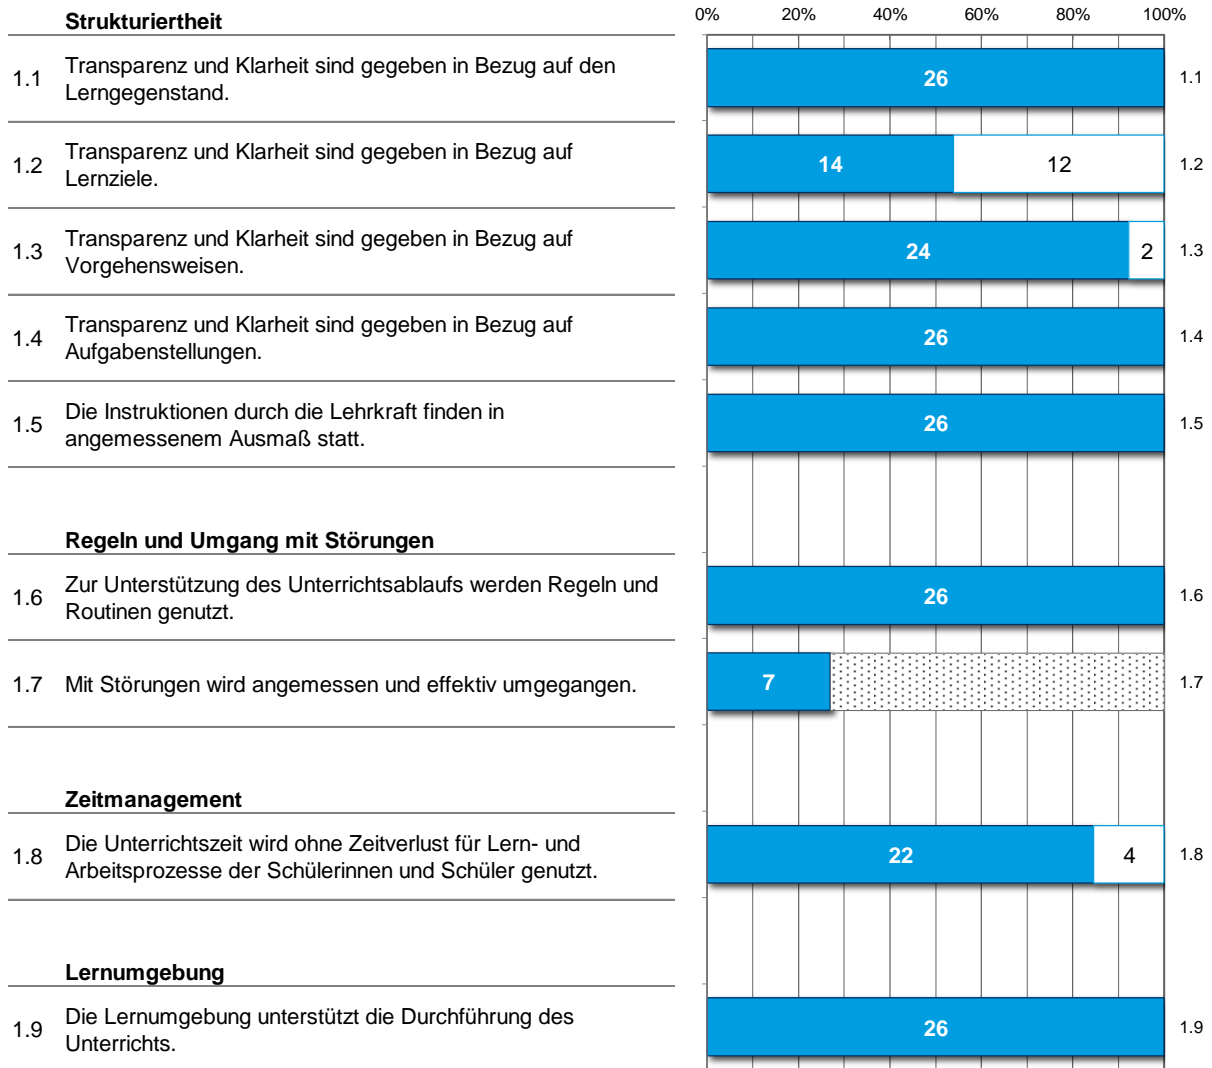 0% 20% 40% 60% 80% 100%
Strukturiertheit
1.1 Transparenz und Klarheit sind gegeben in Bezug auf den
Lerngegenstand.
26 1.1
1.2 Transparenz und Klarheit sind gegeben in Bezug auf
Lernziele.
14 12 1.2
1.3 Transparenz und Klarheit sind gegeben in Bezug auf
Vorgehensweisen.
24 2 1.3
1.4 Transparenz und Klarheit sind gegeben in Bezug auf
Aufgabenstellungen.
26 1.4
1.5 Die Instruktionen durch die Lehrkraft finden in
angemessenem Ausmaß statt.
26 1.5
Regeln und Umgang mit Störungen
1.6 Zur Unterstützung des Unterrichtsablaufs werden Regeln und
Routinen genutzt.
26 1.6
1.7 Mit Störungen wird angemessen und effektiv umgegangen.
7 1.7
Zeitmanagement
1.8 Die Unterrichtszeit wird ohne Zeitverlust für Lern- und
Arbeitsprozesse der Schülerinnen und Schüler genutzt.
22 4 1.8
Lernumgebung
1.9 Die Lernumgebung unterstützt die Durchführung des
Unterrichts.
26 1.9